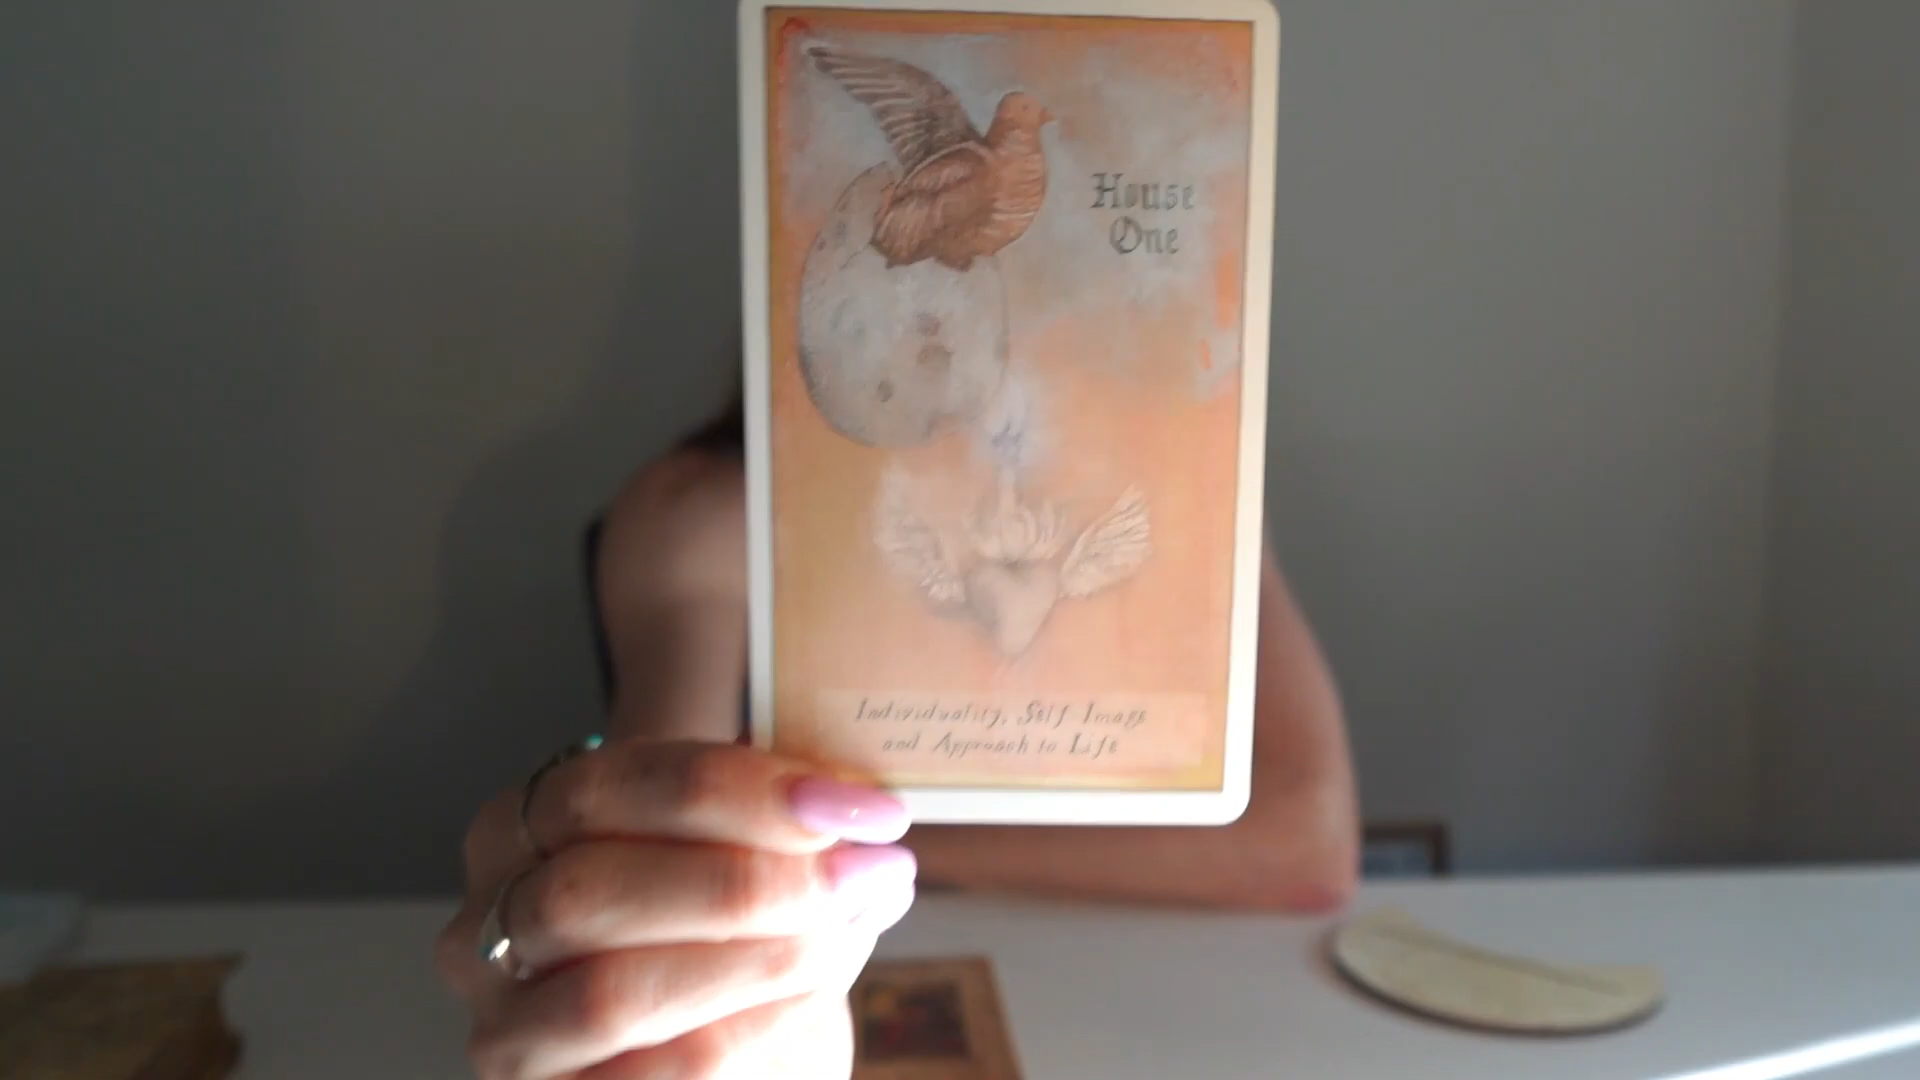 House
One
Individuality, Self Image
and Approach to Life